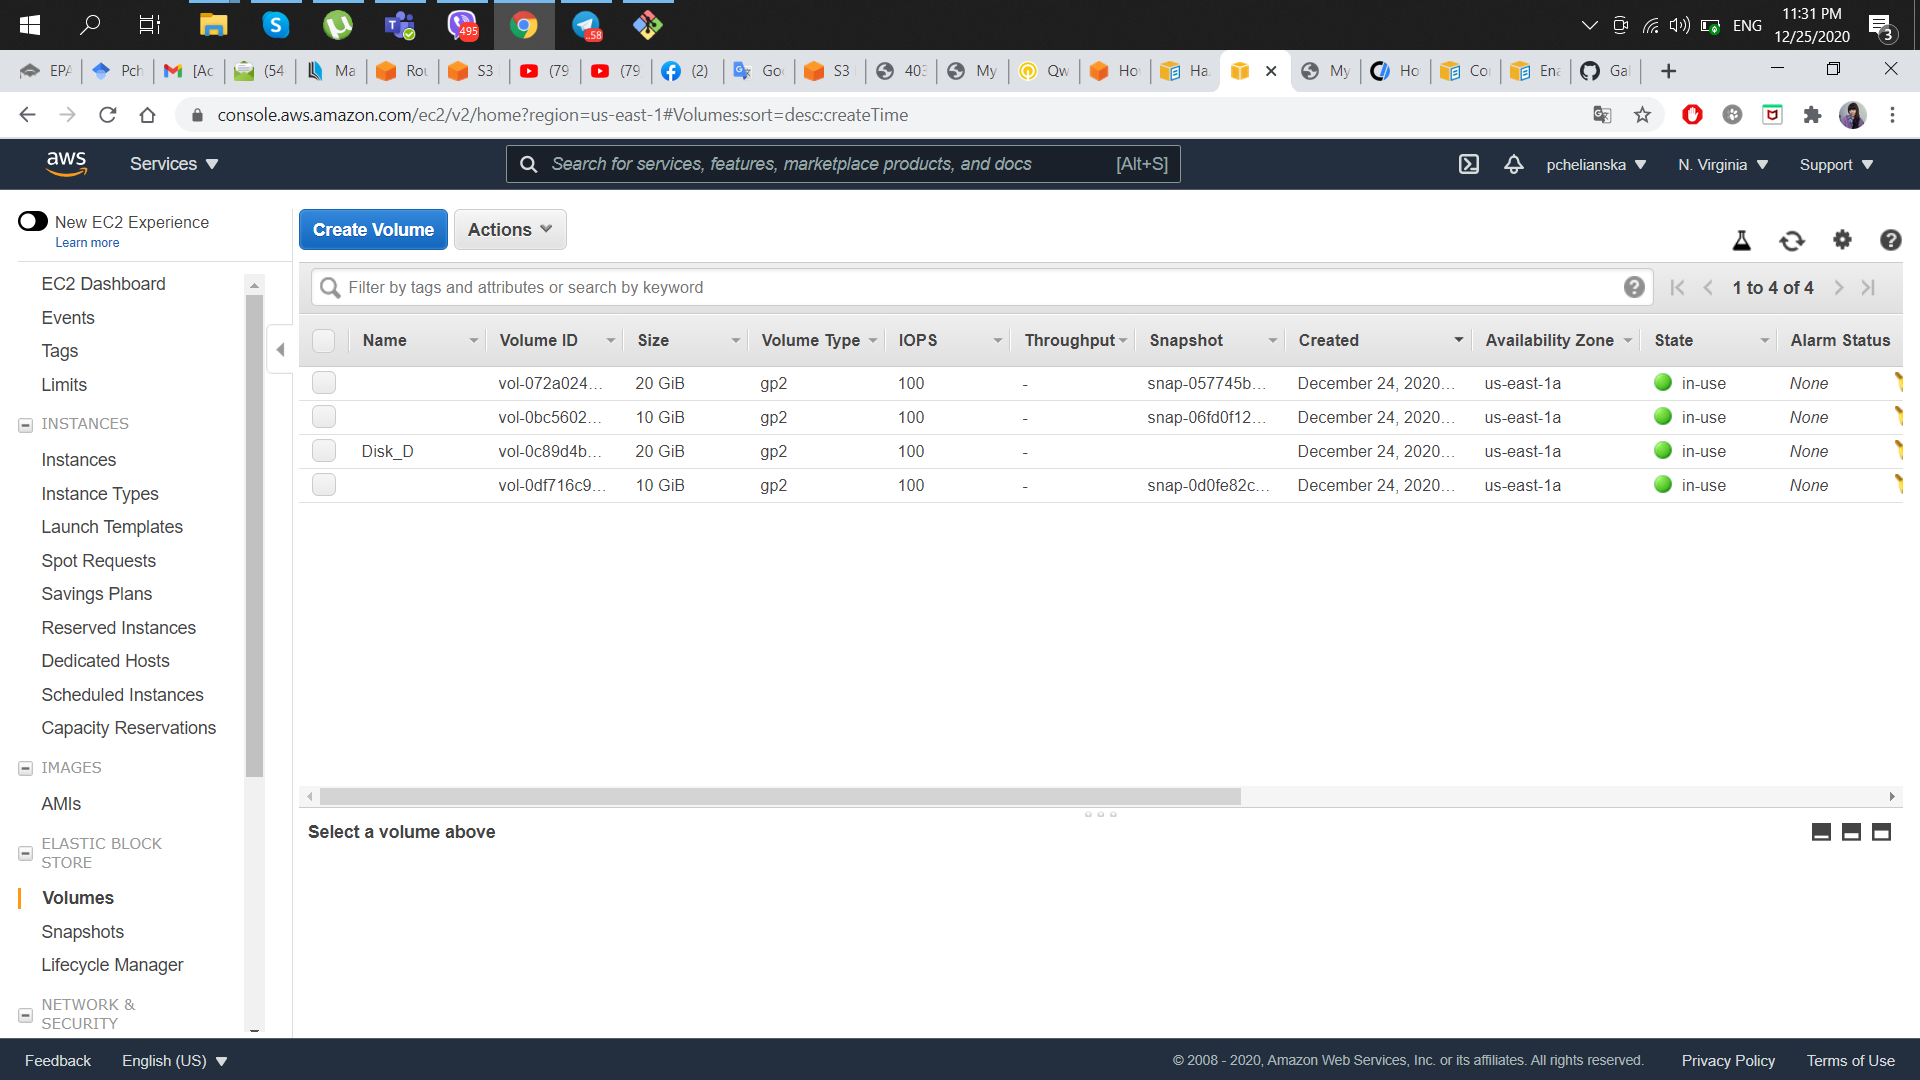 495
..58
ENG
11:31 PM
12/25/2020
3
EPA
Pch
[Ac
(54
Ma
Rou
S3
(79
(79
(2)
Goo
S3
403
My
Qw
Ho
Ha
My
Ho
Co
Ena
Gal
console.aws.amazon.com/ec2/v2/home?region=us-east-1#Volumes:sort=desc:createTime
aws
Services
Search for services, features, marketplace products, and docs [Alt+S]
pchelianska
N. Virginia
Support
New EC2 Experience
Learn more
EC2 Dashboard
Events
Tags
Limits
INSTANCES
Instances
Instance Types
Launch Templates
Spot Requests
Savings Plans
Reserved Instances
Dedicated Hosts
Scheduled Instances
Capacity Reservations
IMAGES
AMIs
ELASTIC BLOCK
STORE
Volumes
Snapshots
Lifecycle Manager
NETWORK &
SECURITY
Create Volume
Actions
Filter by tags and attributes or search by keyword
1 to 4 of 4
Name Volume ID Size Volume Type IOPS Throughput Snapshot Created Availability Zone State Alarm Status
vol-072a024... 20 GiB gp2 100 - snap-057745b... December 24, 2020... us-east-1a in-use None
vol-0bc5602... 10 GiB gp2 100 - snap-06fd0f12... December 24, 2020... us-east-1a in-use None
Disk_D vol-0c89d4b... 20 GiB gp2 100 - December 24, 2020... us-east-1a in-use None
vol-0df716c9... 10 GiB gp2 100 - snap-0d0fe82c... December 24, 2020... us-east-1a in-use None
Select a volume above
Feedback
English (US)
© 2008 - 2020, Amazon Web Services, Inc. or its affiliates. All rights reserved.
Privacy Policy
Terms of Use